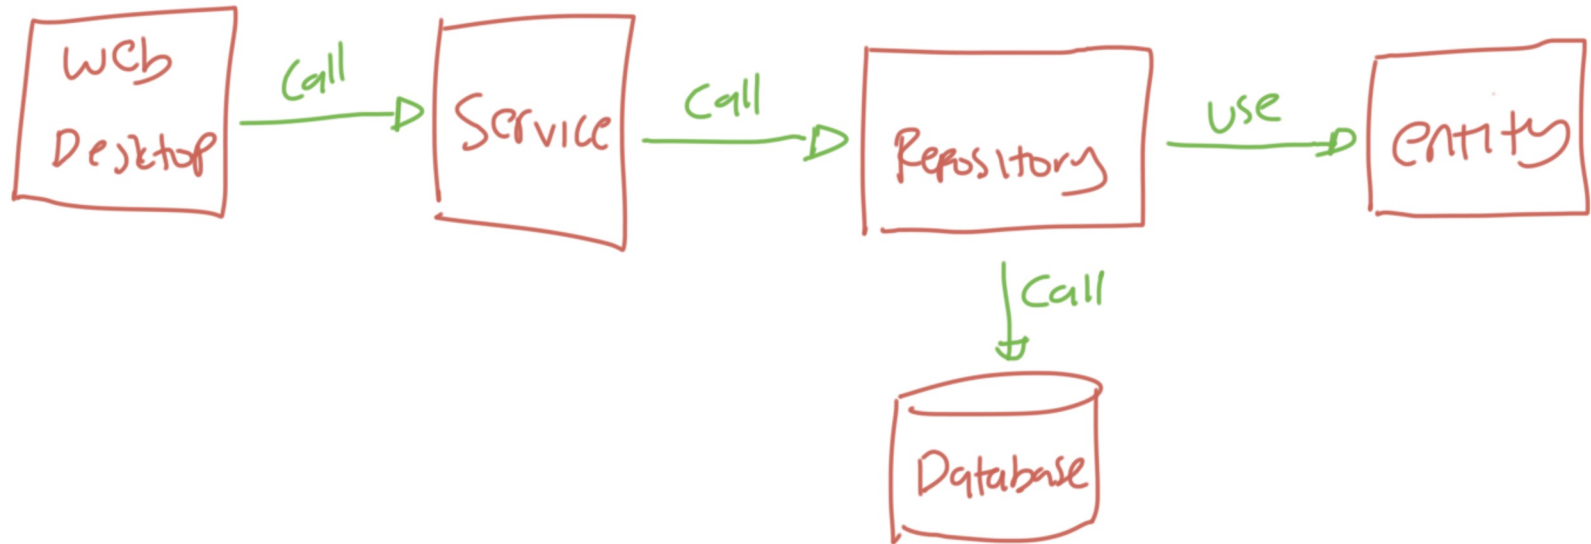 Web
Desktop
Call
Service
Call
Repository
use
entity
Call
Database